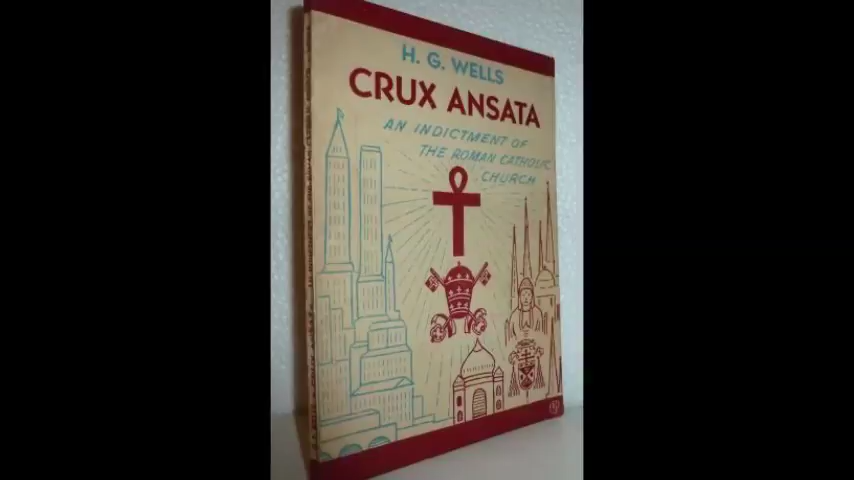 H. G. WELLS
CRUX ANSATA
AN INDICTMENT OF
THE ROMAN CATHOLIC
CHURCH